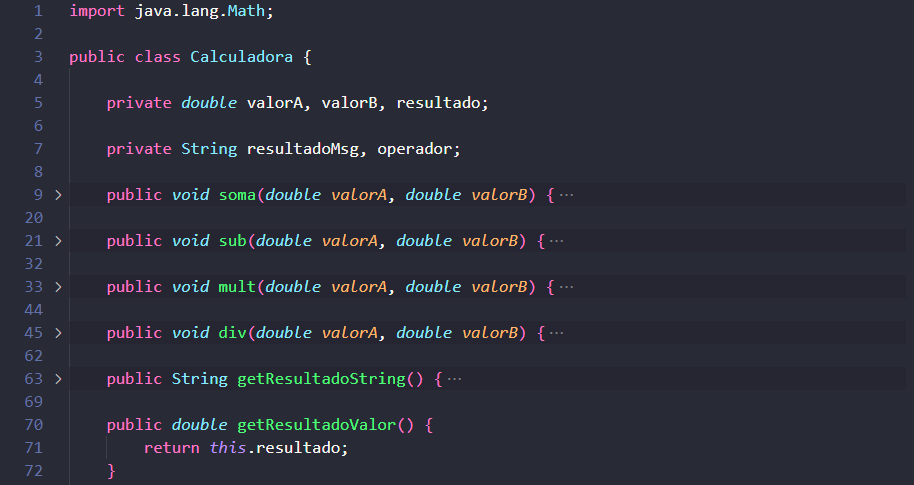 1 import java.lang.Math;
2
3 public class Calculadora {
4
5 private double valorA, valorB, resultado;
6
7 private String resultadoMsg, operador;
8
9 > public void soma(double valorA, double valorB) { ···
20
21 > public void sub(double valorA, double valorB) { ···
32
33 > public void mult(double valorA, double valorB) { ···
44
45 > public void div(double valorA, double valorB) { ···
62
63 > public String getResultadoString() { ···
69
70 public double getResultadoValor() {
71 return this.resultado;
72 }